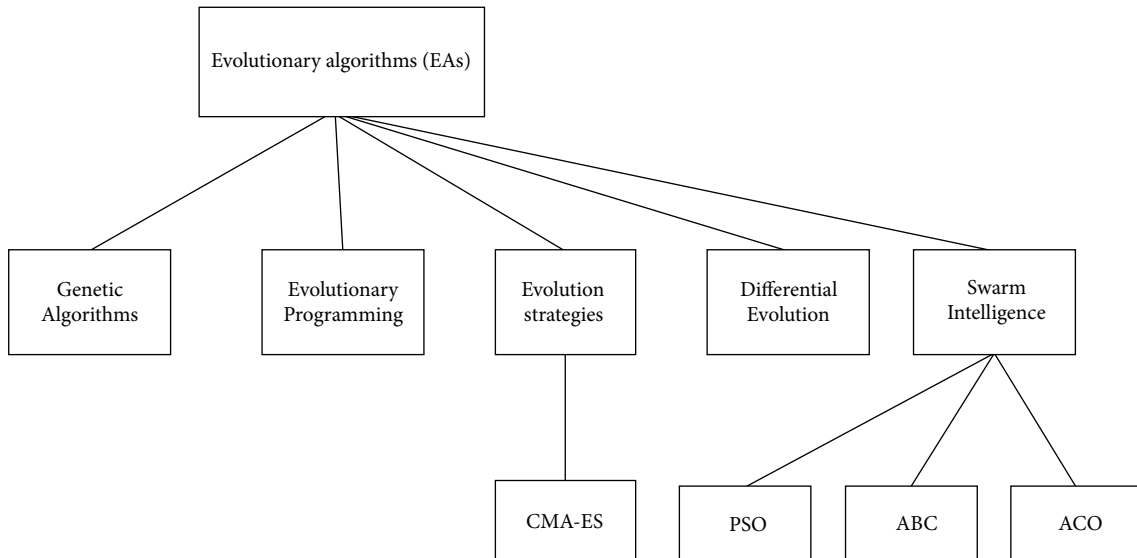 Evolutionary algorithms (EAs)
Genetic
Algorithms
Evolutionary
Programming
Evolution
strategies
Differential
Evolution
Swarm
Intelligence
CMA-ES
PSO
ABC
ACO